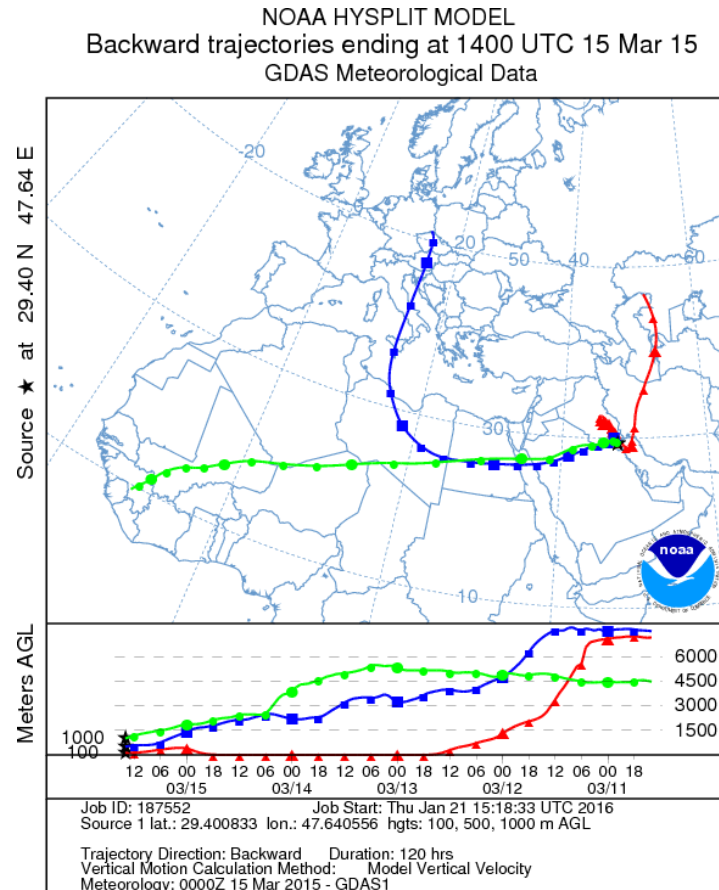 NOAA HYSPLIT MODEL
Backward trajectories ending at 1400 UTC 15 Mar 15
GDAS Meteorological Data
Source ★ at 29.40 N 47.64 E
-20
20
50
40
60
30
10
noaa
Meters AGL
6000
4500
3000
1500
1000
100
12 06 00 18 12 06 00 18 12 06 00 18 12 06 00 18 12 06 00 18
03/15 03/14 03/13 03/12 03/11
Job ID: 187552 Job Start: Thu Jan 21 15:18:33 UTC 2016
Source 1 lat.: 29.400833 lon.: 47.640556 hgts: 100, 500, 1000 m AGL
Trajectory Direction: Backward Duration: 120 hrs
Vertical Motion Calculation Method: Model Vertical Velocity
Meteorology: 0000Z 15 Mar 2015 - GDAS1